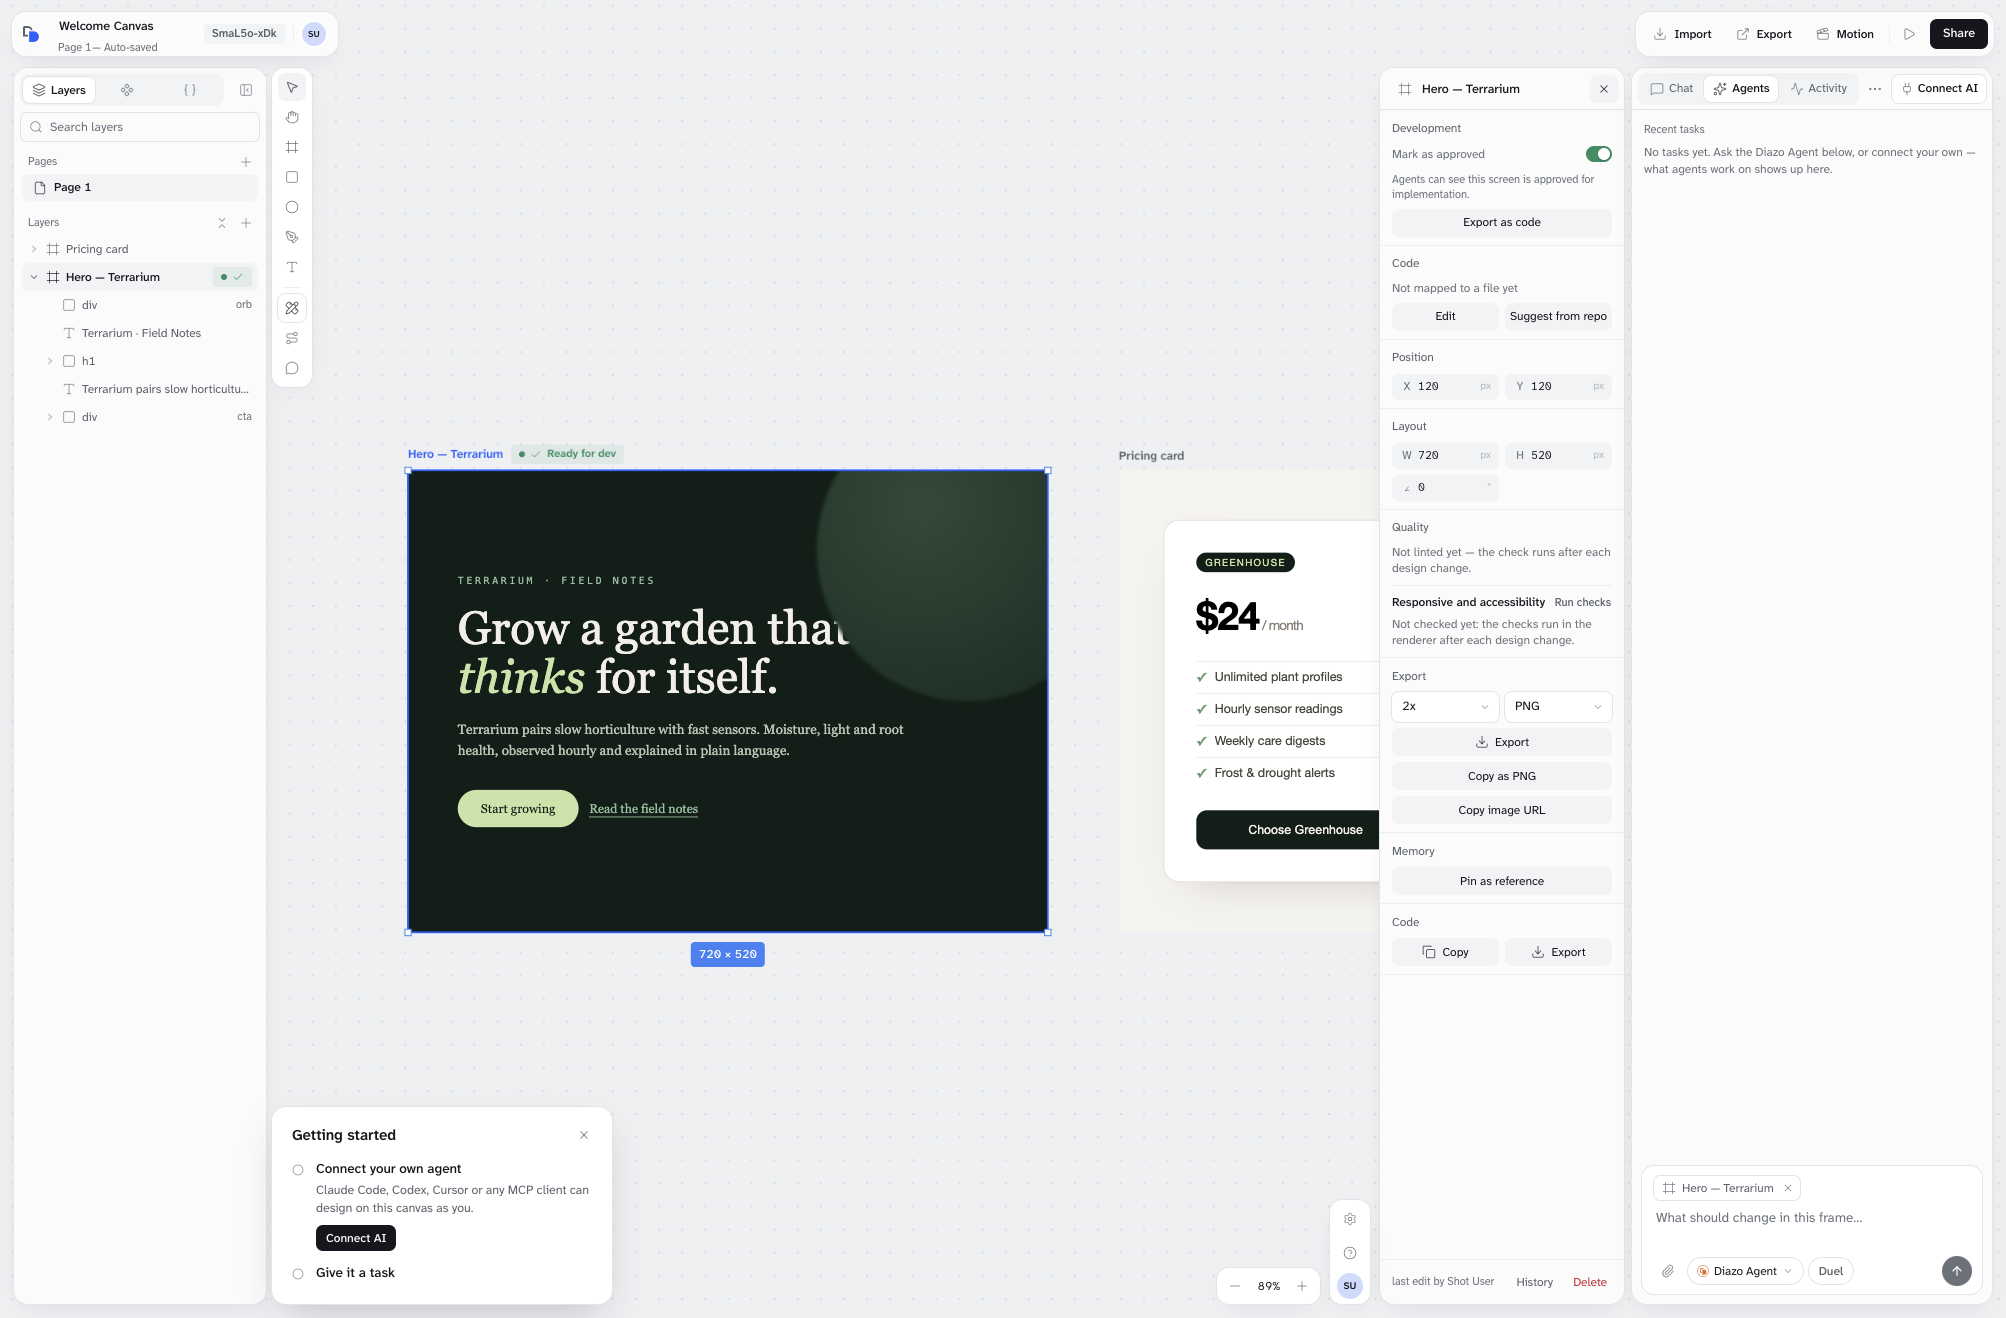 Welcome Canvas
Page 1— Auto-saved
SmaL5o-xDk
SU
Import
Export
Motion
Share
Layers
{ }
Search layers
Pages
Page 1
Layers
Pricing card
Hero — Terrarium
div
orb
Terrarium · Field Notes
h1
Terrarium pairs slow horticultu...
div
cta
Hero — Terrarium
Ready for dev
TERRARIUM · FIELD NOTES
Grow a garden that
thinks for itself.
Terrarium pairs slow horticulture with fast sensors. Moisture, light and root
health, observed hourly and explained in plain language.
Start growing
Read the field notes
720 × 520
Pricing card
GREENHOUSE
$24 / month
✓ Unlimited plant profiles
✓ Hourly sensor readings
✓ Weekly care digests
✓ Frost & drought alerts
Choose Greenhouse
Getting started
Connect your own agent
Claude Code, Codex, Cursor or any MCP client can
design on this canvas as you.
Connect AI
Give it a task
89%
SU
Hero — Terrarium
Development
Mark as approved
Agents can see this screen is approved for
implementation.
Export as code
Code
Not mapped to a file yet
Edit
Suggest from repo
Position
X 120 px
Y 120 px
Layout
W 720 px
H 520 px
∠ 0 °
Quality
Not linted yet — the check runs after each
design change.
Responsive and accessibility
Run checks
Not checked yet: the checks run in the
renderer after each design change.
Export
2x
PNG
Export
Copy as PNG
Copy image URL
Memory
Pin as reference
Code
Copy
Export
last edit by Shot User
History
Delete
Chat
Agents
Activity
Connect AI
Recent tasks
No tasks yet. Ask the Diazo Agent below, or connect your own —
what agents work on shows up here.
Hero — Terrarium
What should change in this frame...
Diazo Agent
Duel